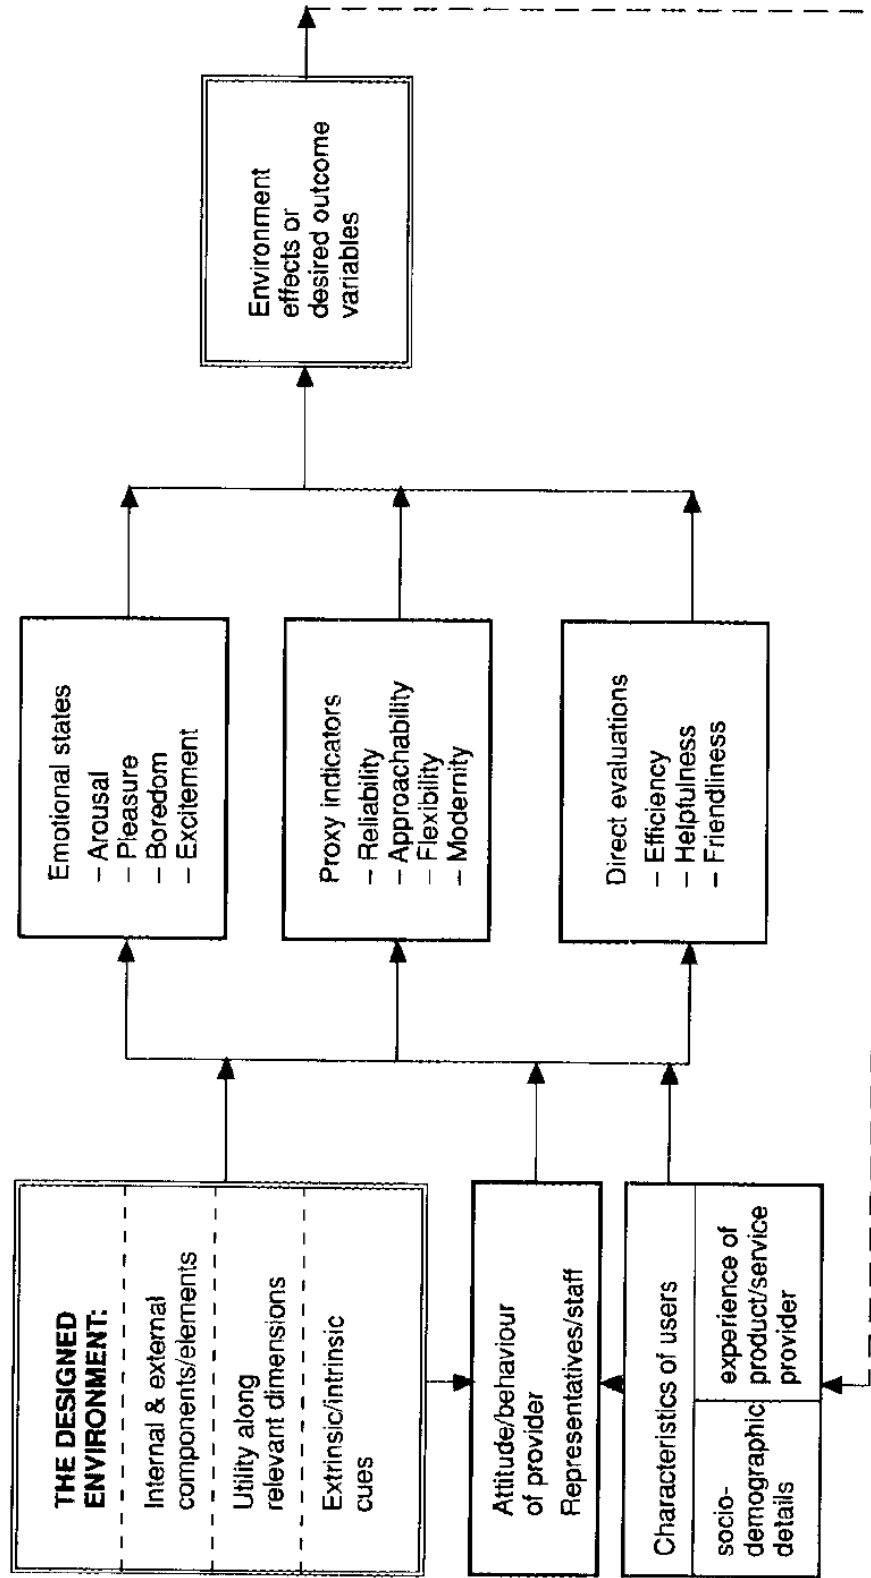 THE DESIGNED
ENVIRONMENT:
Internal & external
components/elements
Utility along
relevant dimensions
Extrinsic/intrinsic
cues
Attitude/behaviour
of provider
Representatives/staff
Characteristics of users
socio-
demographic
details
experience of
product/service
provider
Emotional states
– Arousal
– Pleasure
– Boredom
– Excitement
Proxy indicators
– Reliability
– Approachability
– Flexibility
– Modernity
Direct evaluations
– Efficiency
– Helpfulness
– Friendliness
Environment
effects or
desired outcome
variables